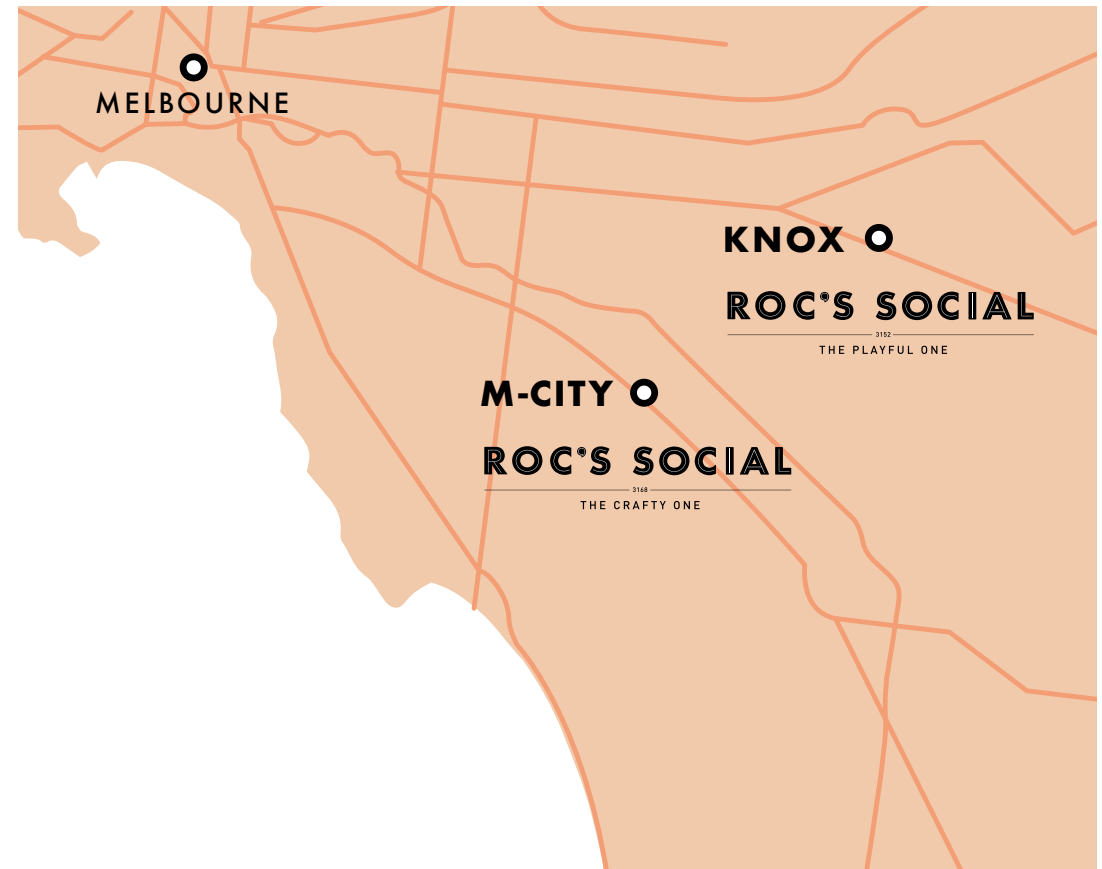 MELBOURNE
KNOX
ROC'S SOCIAL
3152
THE PLAYFUL ONE
M-CITY
ROC'S SOCIAL
3168
THE CRAFTY ONE